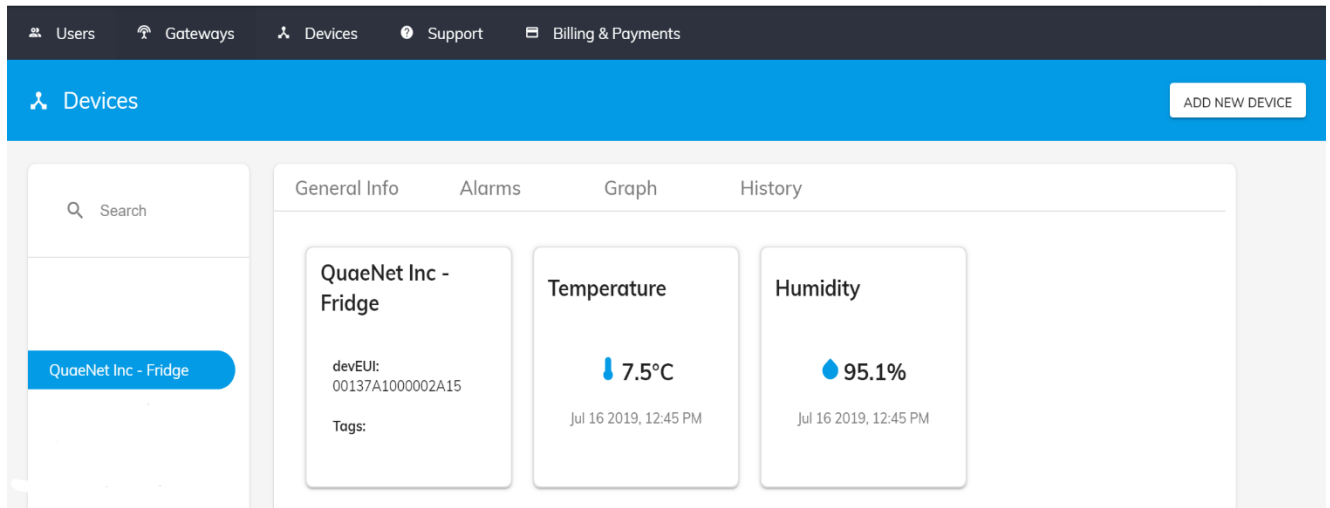 Users Gateways Devices Support Billing & Payments
Devices
ADD NEW DEVICE
Search
QuaeNet Inc - Fridge
General Info Alarms Graph History
QuaeNet Inc -
Fridge
devEUI:
00137A1000002A15
Tags:
Temperature
7.5°C
Jul 16 2019, 12:45 PM
Humidity
95.1%
Jul 16 2019, 12:45 PM